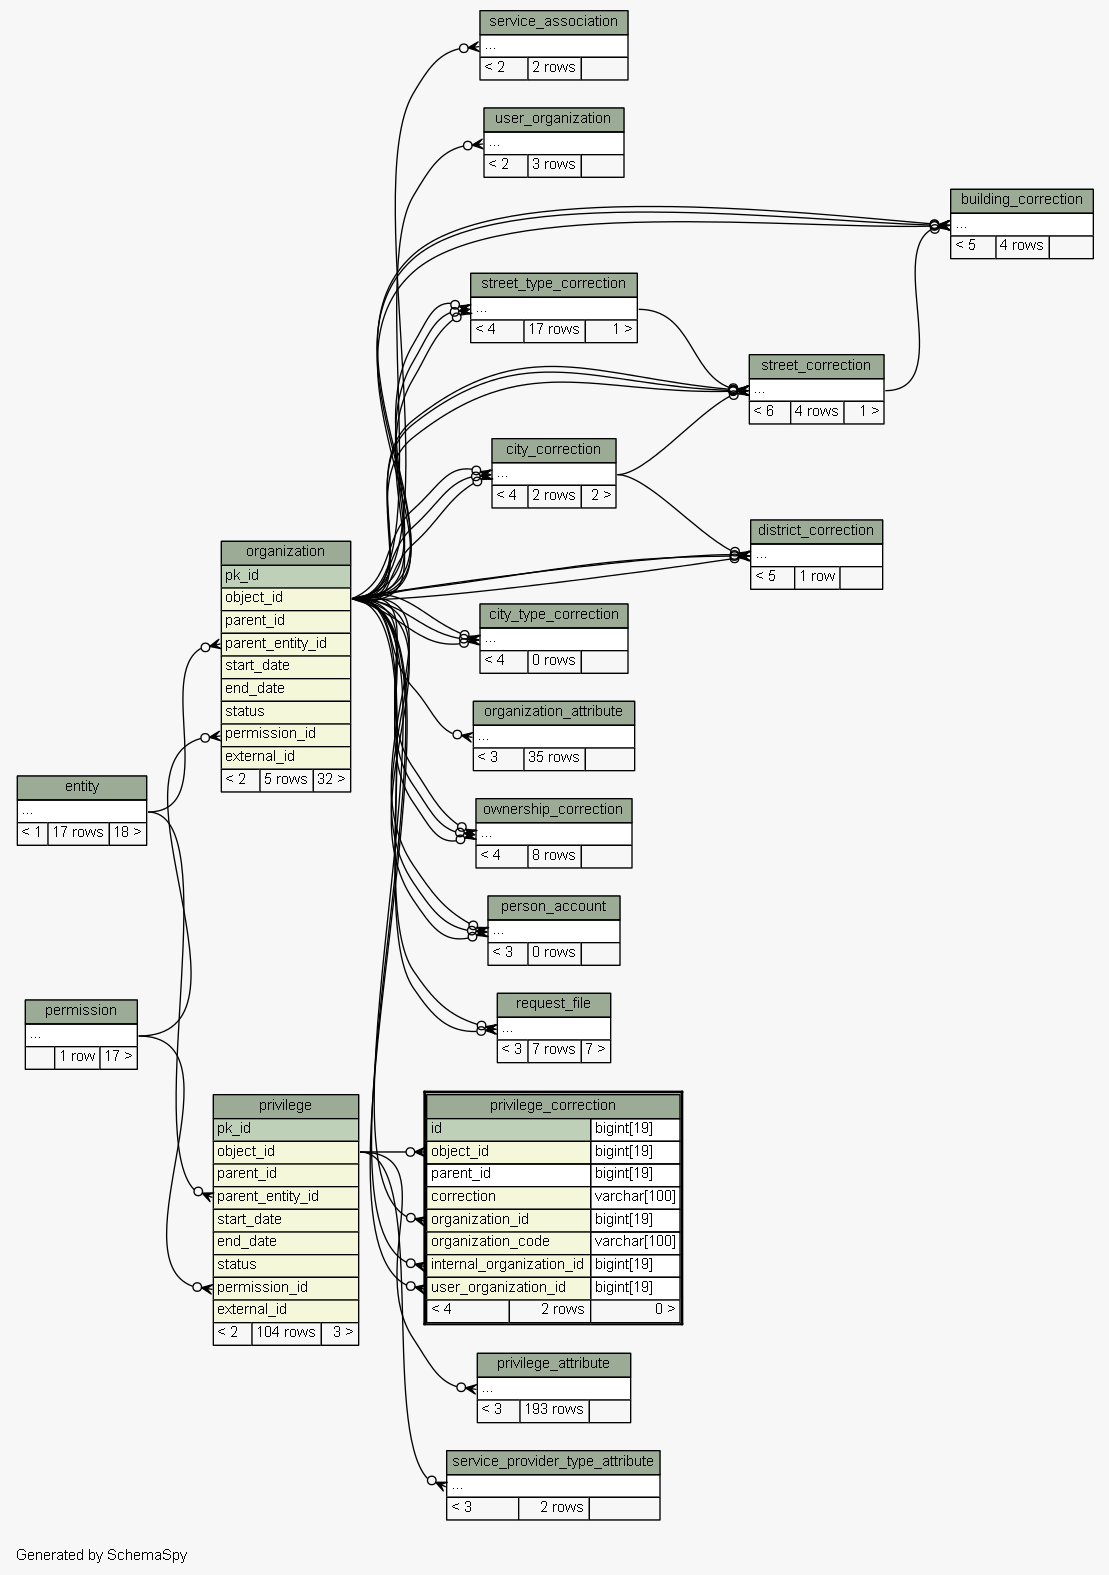 service_association
...
< 2 2 rows
user_organization
...
< 2 3 rows
building_correction
...
< 5 4 rows
street_type_correction
...
< 4 17 rows 1 >
street_correction
...
< 6 4 rows 1 >
city_correction
...
< 4 2 rows 2 >
district_correction
...
< 5 1 row
organization
pk_id
object_id
parent_id
parent_entity_id
start_date
end_date
status
permission_id
external_id
< 2 5 rows 32 >
city_type_correction
...
< 4 0 rows
organization_attribute
...
< 3 35 rows
entity
...
< 1 17 rows 18 >
ownership_correction
...
< 4 8 rows
person_account
...
< 3 0 rows
request_file
...
< 3 7 rows 7 >
permission
...
1 row 17 >
privilege
pk_id
object_id
parent_id
parent_entity_id
start_date
end_date
status
permission_id
external_id
< 2 104 rows 3 >
privilege_correction
id bigint[19]
object_id bigint[19]
parent_id bigint[19]
correction varchar[100]
organization_id bigint[19]
organization_code varchar[100]
internal_organization_id bigint[19]
user_organization_id bigint[19]
< 4 2 rows 0 >
privilege_attribute
...
< 3 193 rows
service_provider_type_attribute
...
< 3 2 rows
Generated by SchemaSpy